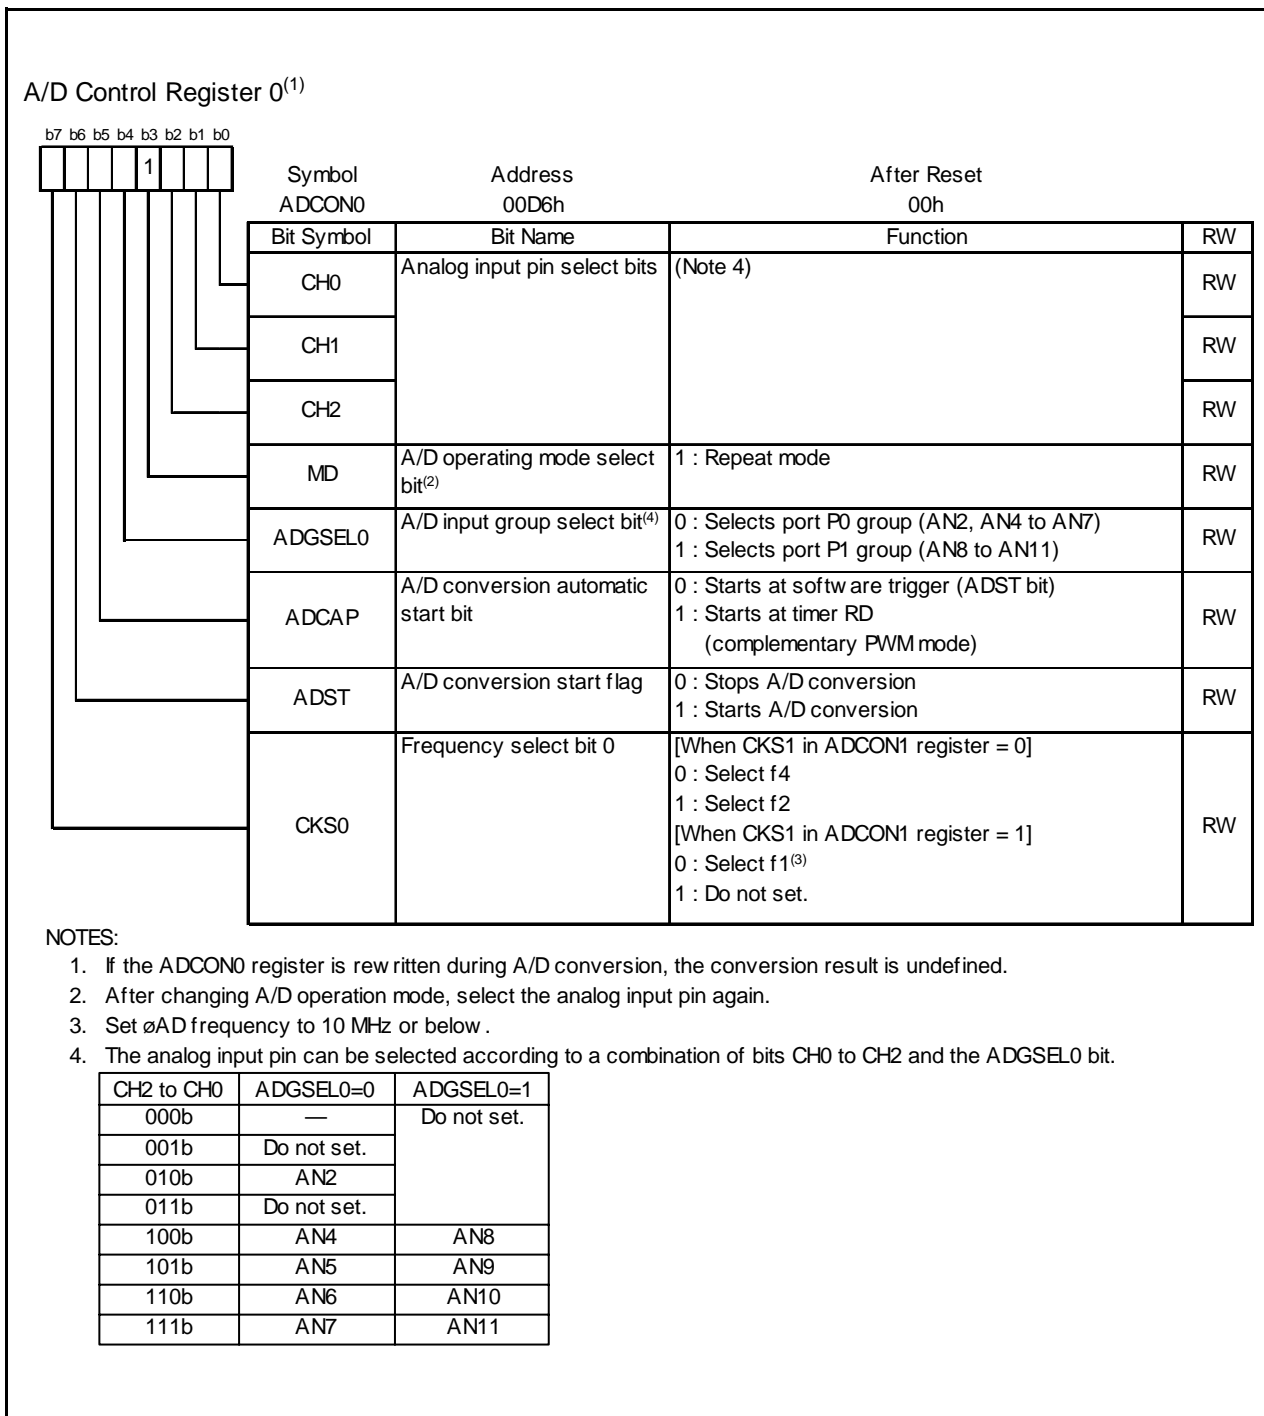 A/D Control Register 0(1)
b7 b6 b5 b4 b3 b2 b1 b0
1
Symbol Address After Reset
ADCON0 00D6h 00h
Bit Symbol Bit Name Function RW
CH0 Analog input pin select bits (Note 4) RW
CH1 RW
CH2 RW
MD A/D operating mode select bit(2) 1 : Repeat mode RW
ADGSEL0 A/D input group select bit(4) 0 : Selects port P0 group (AN2, AN4 to AN7)
1 : Selects port P1 group (AN8 to AN11) RW
ADCAP A/D conversion automatic start bit 0 : Starts at software trigger (ADST bit)
1 : Starts at timer RD
(complementary PWM mode) RW
ADST A/D conversion start flag 0 : Stops A/D conversion
1 : Starts A/D conversion RW
CKS0 Frequency select bit 0 [When CKS1 in ADCON1 register = 0]
0 : Select f4
1 : Select f2
[When CKS1 in ADCON1 register = 1]
0 : Select f1(3)
1 : Do not set. RW
NOTES:
1. If the ADCON0 register is rewritten during A/D conversion, the conversion result is undefined.
2. After changing A/D operation mode, select the analog input pin again.
3. Set øAD frequency to 10 MHz or below.
4. The analog input pin can be selected according to a combination of bits CH0 to CH2 and the ADGSEL0 bit.
CH2 to CH0 ADGSEL0=0 ADGSEL0=1
000b — Do not set.
001b Do not set.
010b AN2
011b Do not set.
100b AN4 AN8
101b AN5 AN9
110b AN6 AN10
111b AN7 AN11